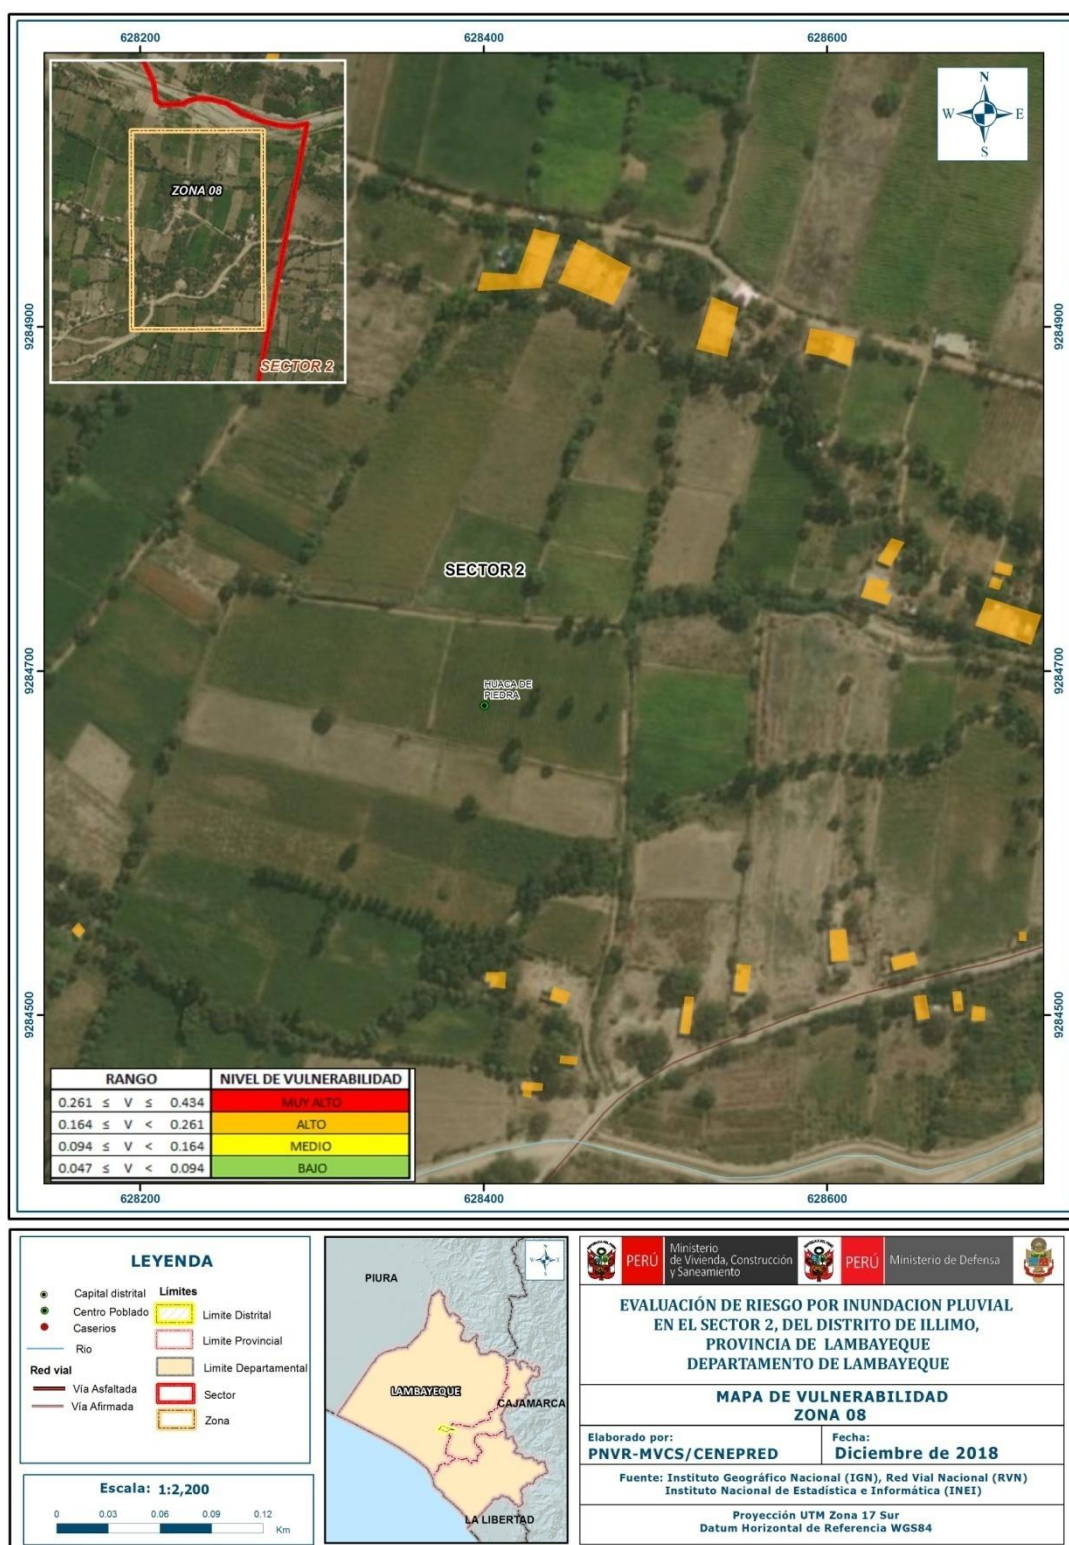 628200
628400
628600
N
W
E
S
ZONA 08
SECTOR 2
9284900
9284900
SECTOR 2
9284700
9284700
HUACA DE
PIEDRA
9284500
9284500
RANGO NIVEL DE VULNERABILIDAD
0.261 ≤ V ≤ 0.434 MUY ALTO
0.164 ≤ V < 0.261 ALTO
0.094 ≤ V < 0.164 MEDIO
0.047 ≤ V < 0.094 BAJO
628200
628400
628600
LEYENDA
Capital distrital
Centro Poblado
Caserios
Rio
Red vial
Vía Asfaltada
Vía Afirmada
Límites
Limite Distrital
Limite Provincial
Limite Departamental
Sector
Zona
Escala: 1:2,200
0 0.03 0.06 0.09 0.12
Km
PIURA
LAMBAYEQUE
CAJAMARCA
LA LIBERTAD
PERÚ
Ministerio
de Vivienda, Construcción
y Saneamiento
PERÚ
Ministerio de Defensa
EVALUACIÓN DE RIESGO POR INUNDACION PLUVIAL
EN EL SECTOR 2, DEL DISTRITO DE ILLIMO,
PROVINCIA DE LAMBAYEQUE
DEPARTAMENTO DE LAMBAYEQUE
MAPA DE VULNERABILIDAD
ZONA 08
Elaborado por:
PNVR-MVCS/CENEPRED
Fecha:
Diciembre de 2018
Fuente: Instituto Geográfico Nacional (IGN), Red Vial Nacional (RVN)
Instituto Nacional de Estadística e Informática (INEI)
Proyección UTM Zona 17 Sur
Datum Horizontal de Referencia WGS84